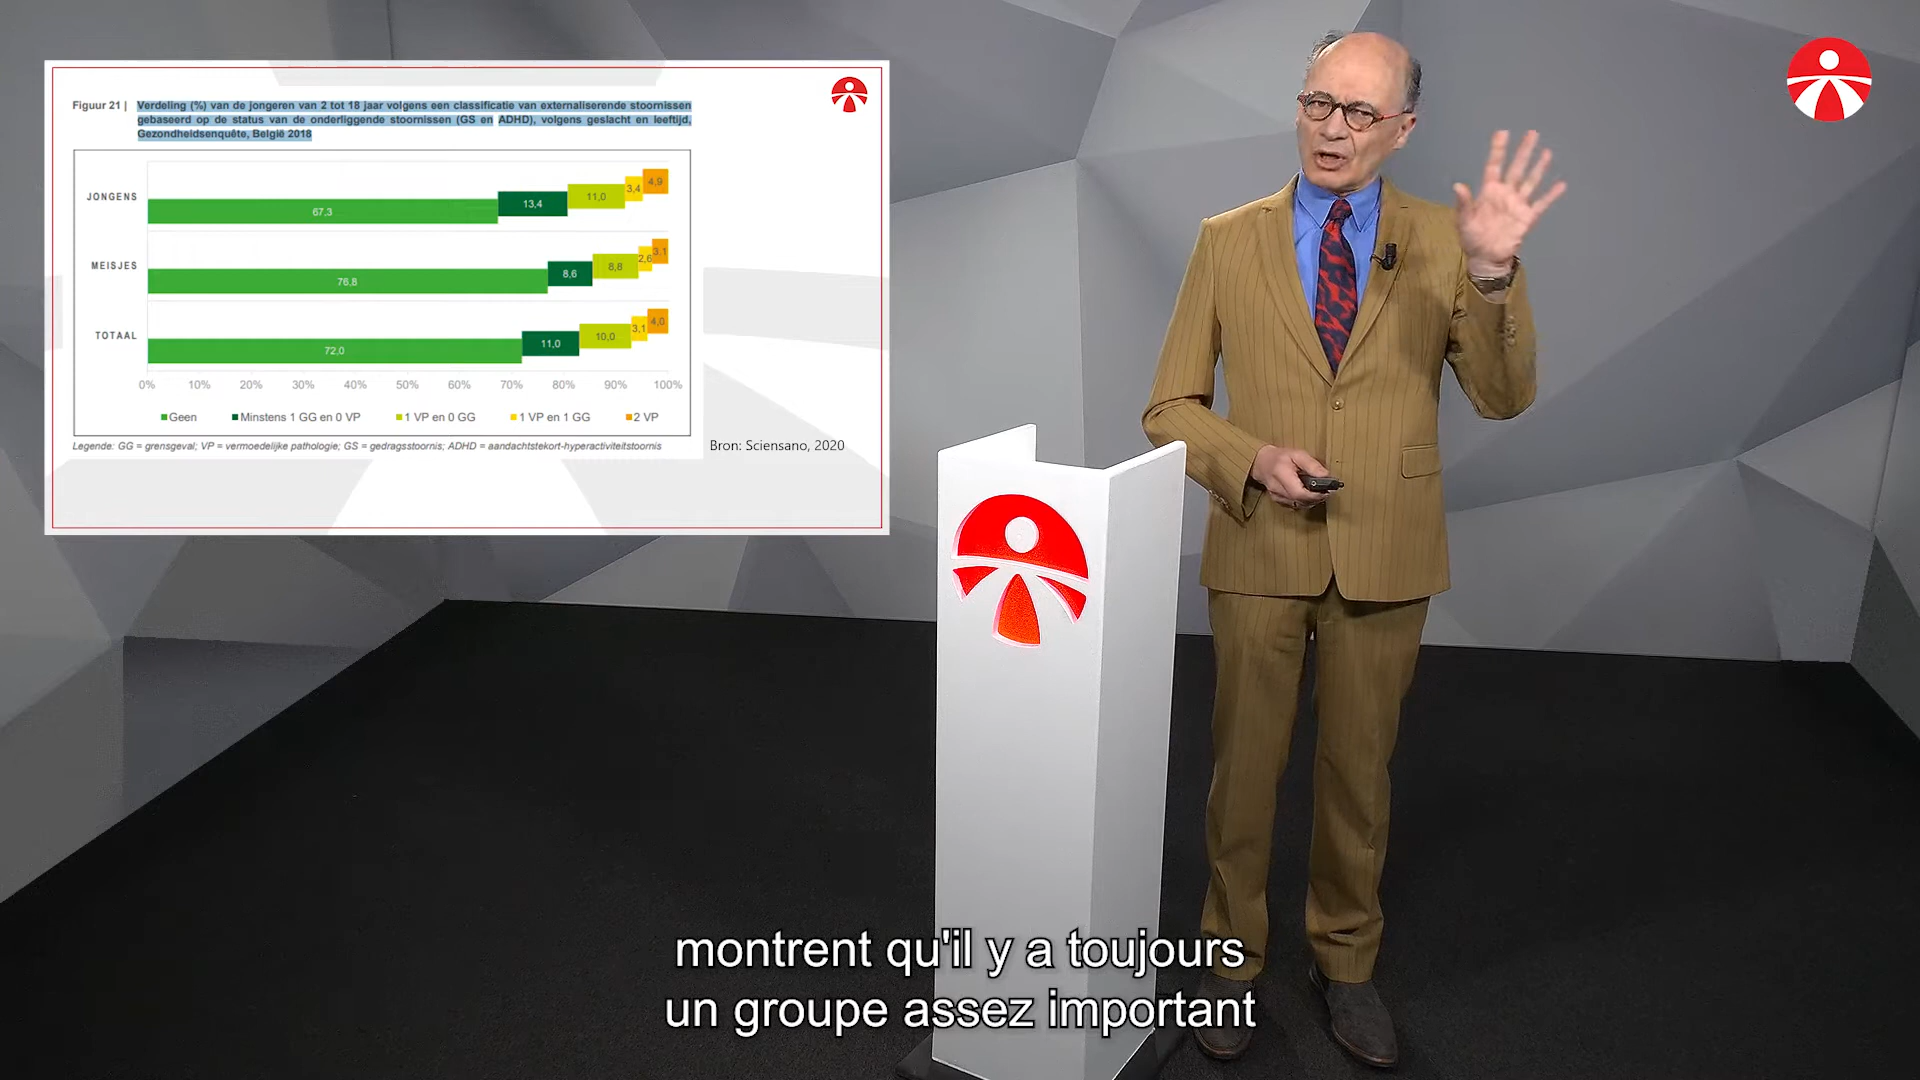 Figuur 21 | Verdeling (%) van de jongeren van 2 tot 18 jaar volgens een classificatie van externaliserende stoornissen
gebaseerd op de status van de onderliggende stoornissen (GS en ADHD), volgens geslacht en leeftijd,
Gezondheidsenquête, België 2018
JONGENS 67,3 13,4 11,0 3,4 4,9
MEISJES 76,8 8,6 8,8 2,6 3,1
TOTAAL 72,0 11,0 10,0 3,1 4,0
0% 10% 20% 30% 40% 50% 60% 70% 80% 90% 100%
Geen Minstens 1 GG en 0 VP 1 VP en 0 GG 1 VP en 1 GG 2 VP
Legende: GG = grensgeval; VP = vermoedelijke pathologie; GS = gedragsstoornis; ADHD = aandachtstekort-hyperactiviteitstoornis
Bron: Sciensano, 2020
montrent qu'il y a toujours
un groupe assez important